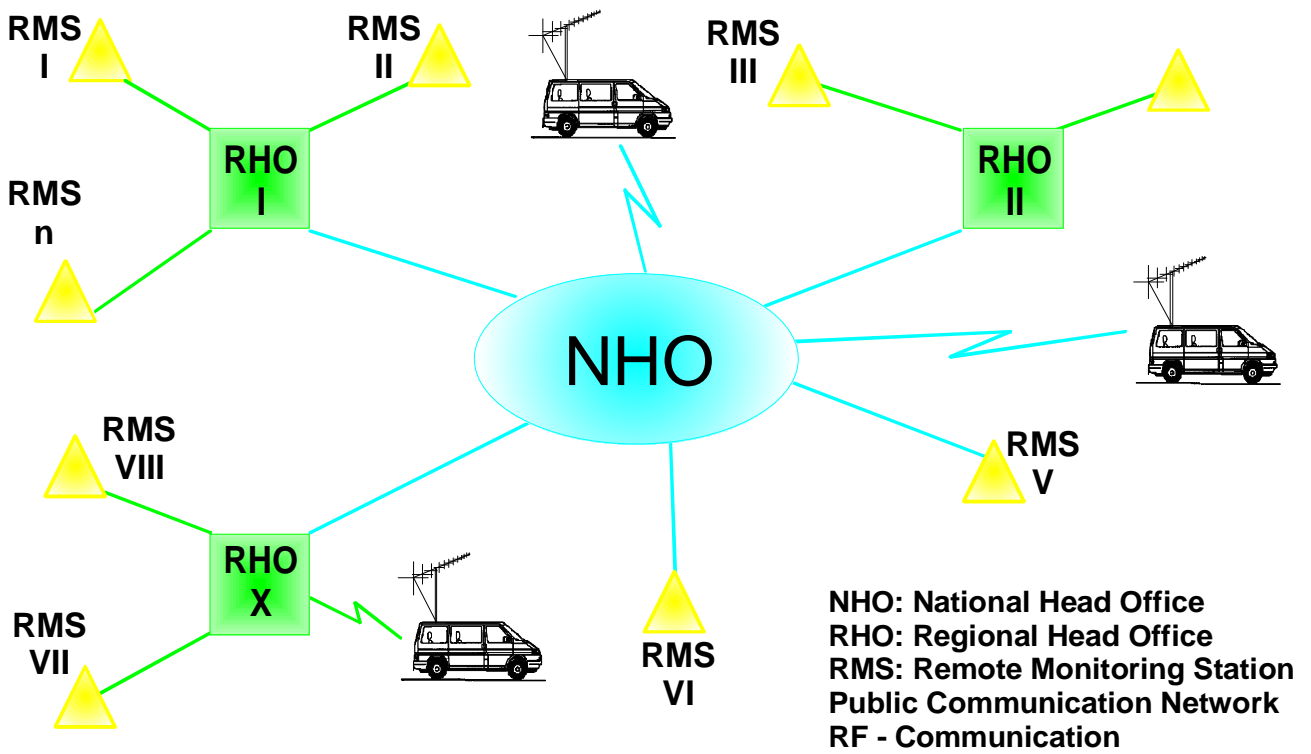 RMS
I
RMS
II
RMS
III
RHO
I
RHO
II
RMS
n
NHO
RMS
V
RMS
VIII
RHO
X
RMS
VII
RMS
VI
NHO: National Head Office
RHO: Regional Head Office
RMS: Remote Monitoring Station
Public Communication Network
RF - Communication